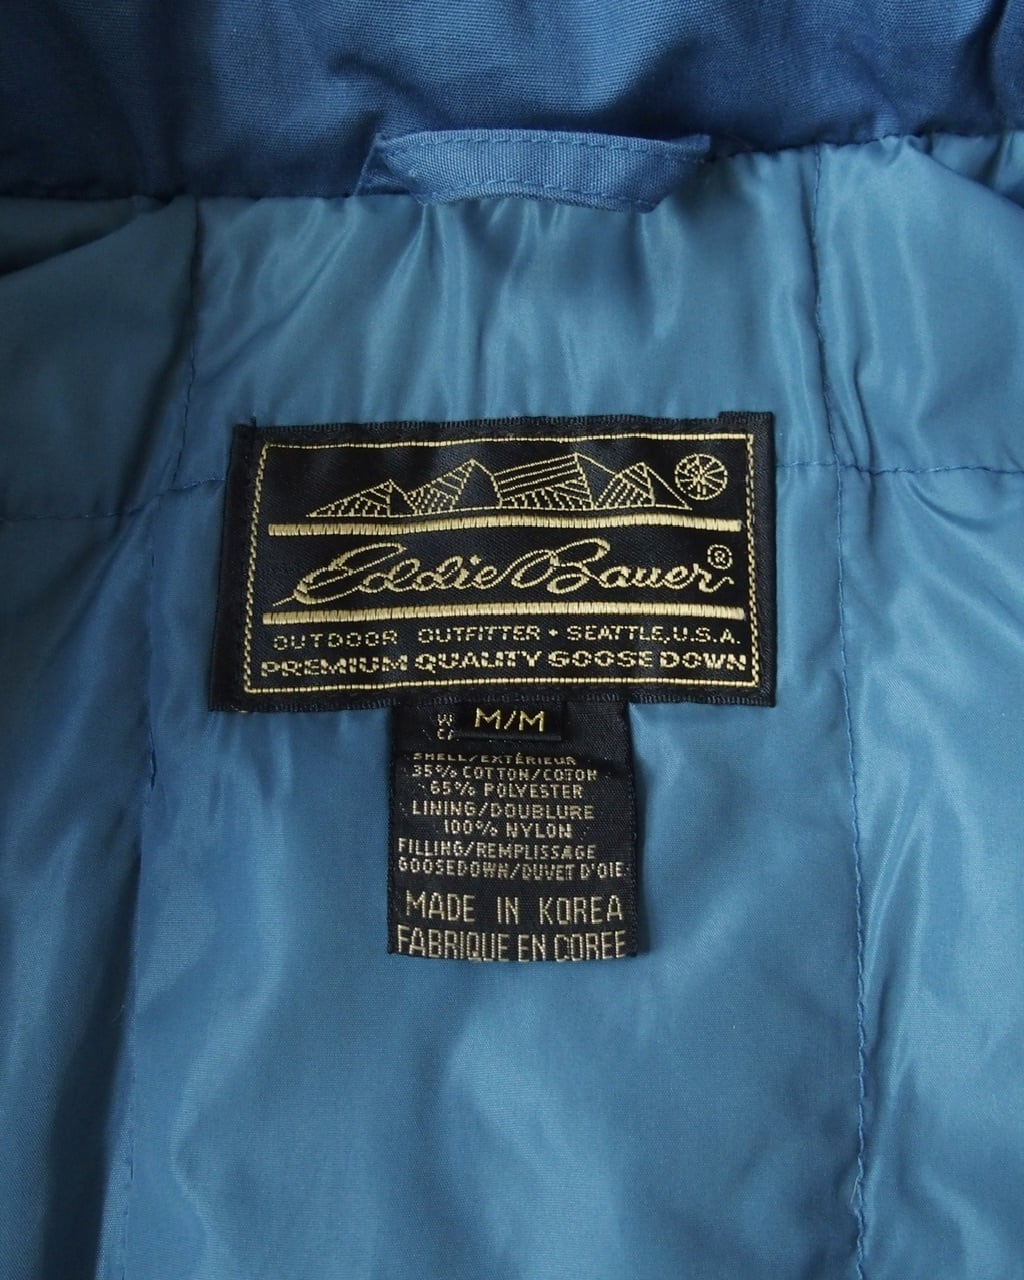 Eddie Bauer®
OUTDOOR OUTFITTER • SEATTLE, U.S.A.
PREMIUM QUALITY GOOSE DOWN
M/M
SHELL/EXTÉRIEUR
35% COTTON/COTON
65% POLYESTER
LINING/DOUBLURE
100% NYLON
FILLING/REMPLISSAGE
GOOSEDOWN/DUVET D'OIE
MADE IN KOREA
FABRIQUE EN COREE